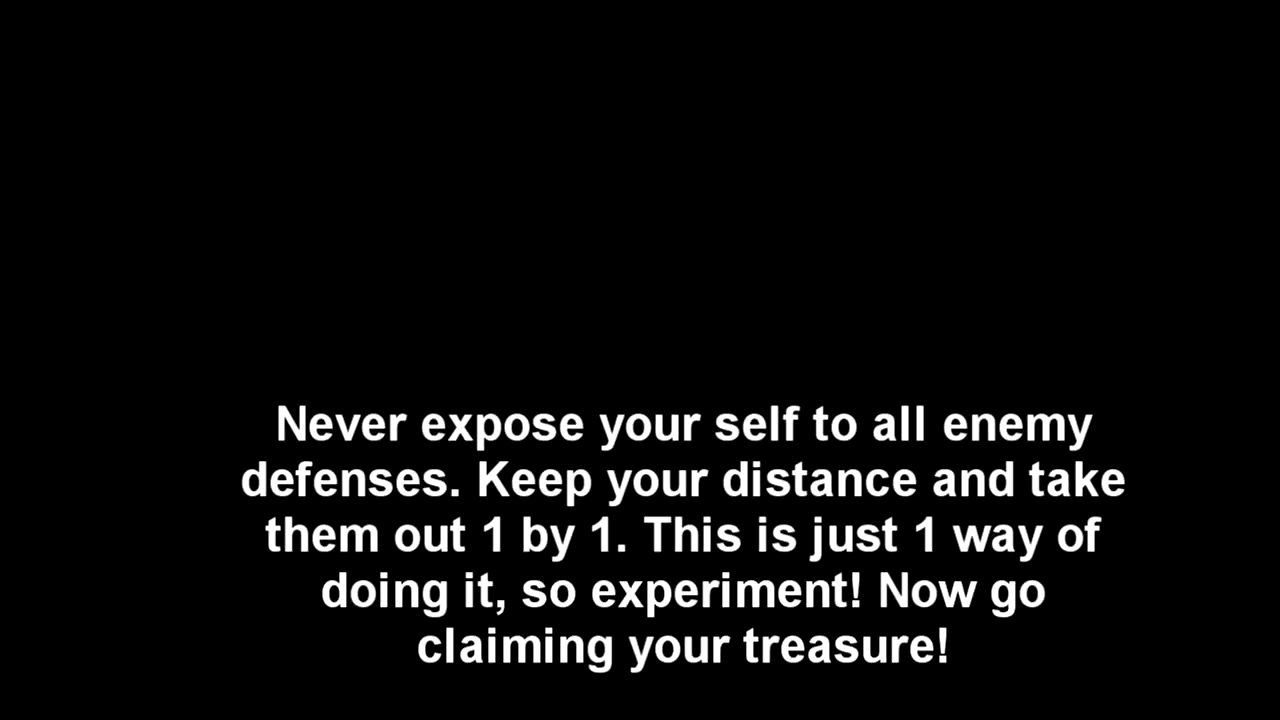 Never expose your self to all enemy
defenses. Keep your distance and take
them out 1 by 1. This is just 1 way of
doing it, so experiment! Now go
claiming your treasure!